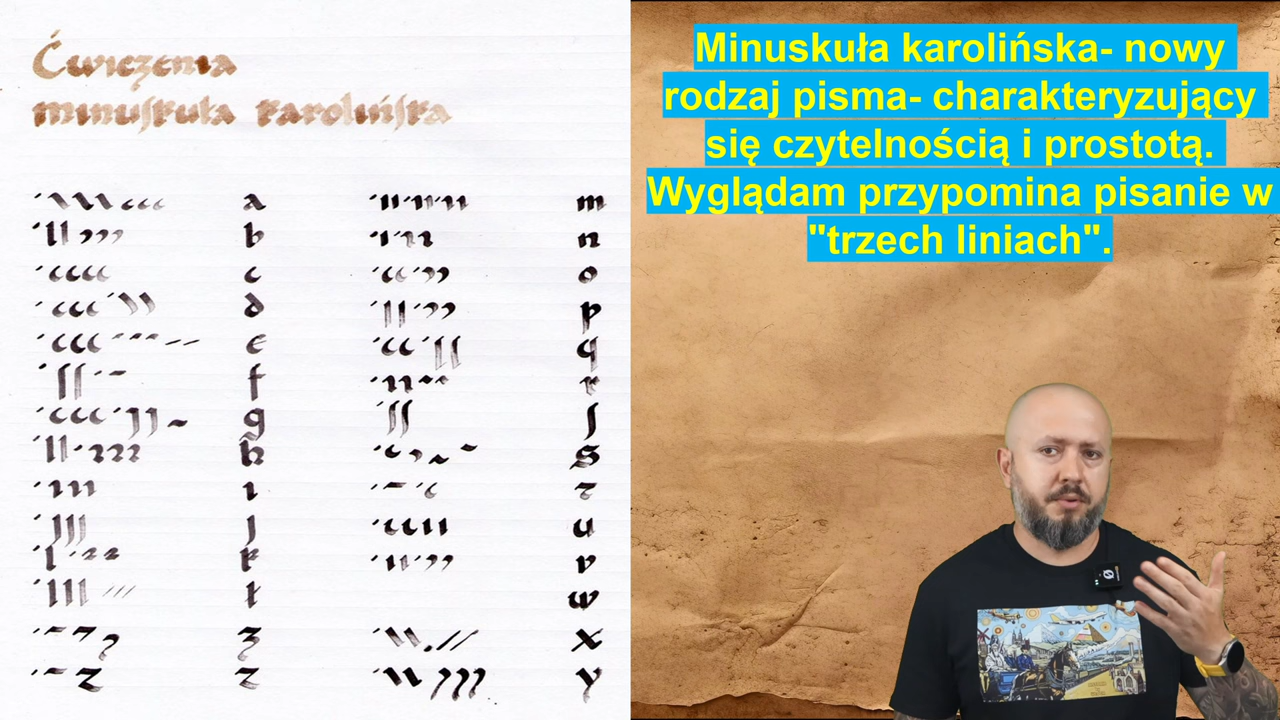 Ćwiczenia
minuſkuła karolińſka
a m
b n
c o
d p
e q
f r
g ſ
h s
ı t
j u
k v
ł w
ʒ x
z y
Minuskuła karolińska- nowy
rodzaj pisma- charakteryzujący
się czytelnością i prostotą.
Wyglądam przypomina pisanie w
"trzech liniach".